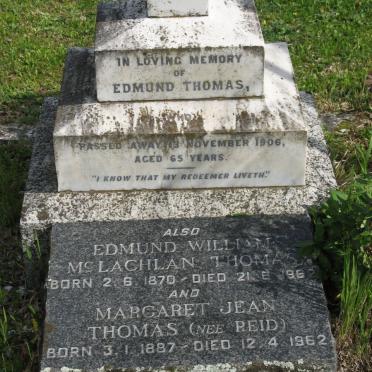 IN LOVING MEMORY
OF
EDMUND THOMAS,
PASSED AWAY 13 NOVEMBER 1906,
AGED 65 YEARS.
"I KNOW THAT MY REDEEMER LIVETH."
ALSO
EDMUND WILLIAM
MCLACHLAN THOMAS
BORN 2.6.1870 - DIED 21.6.
AND
MARGARET JEAN
THOMAS (NEE REID)
BORN 3.1.1887 - DIED 12.4.1962